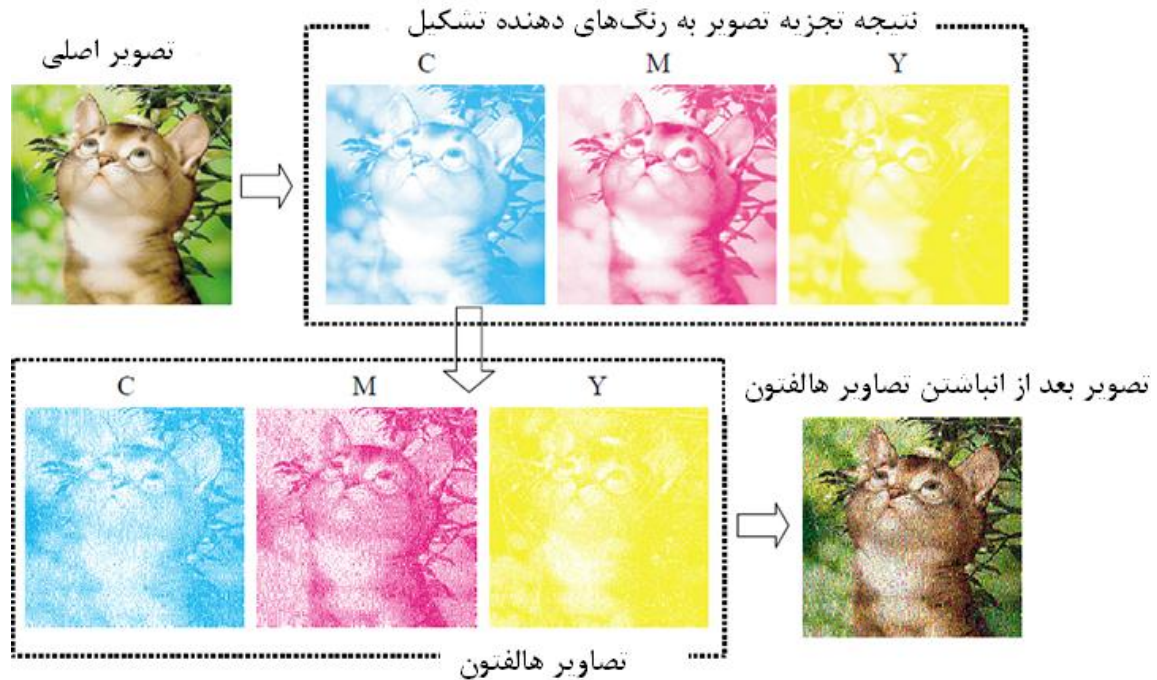 نتیجه تجزیه تصویر به رنگ‌های دهنده تشکیل
تصویر اصلی
C M Y
C M Y
تصویر بعد از انباشتن تصاویر هالفتون
تصاویر هالفتون